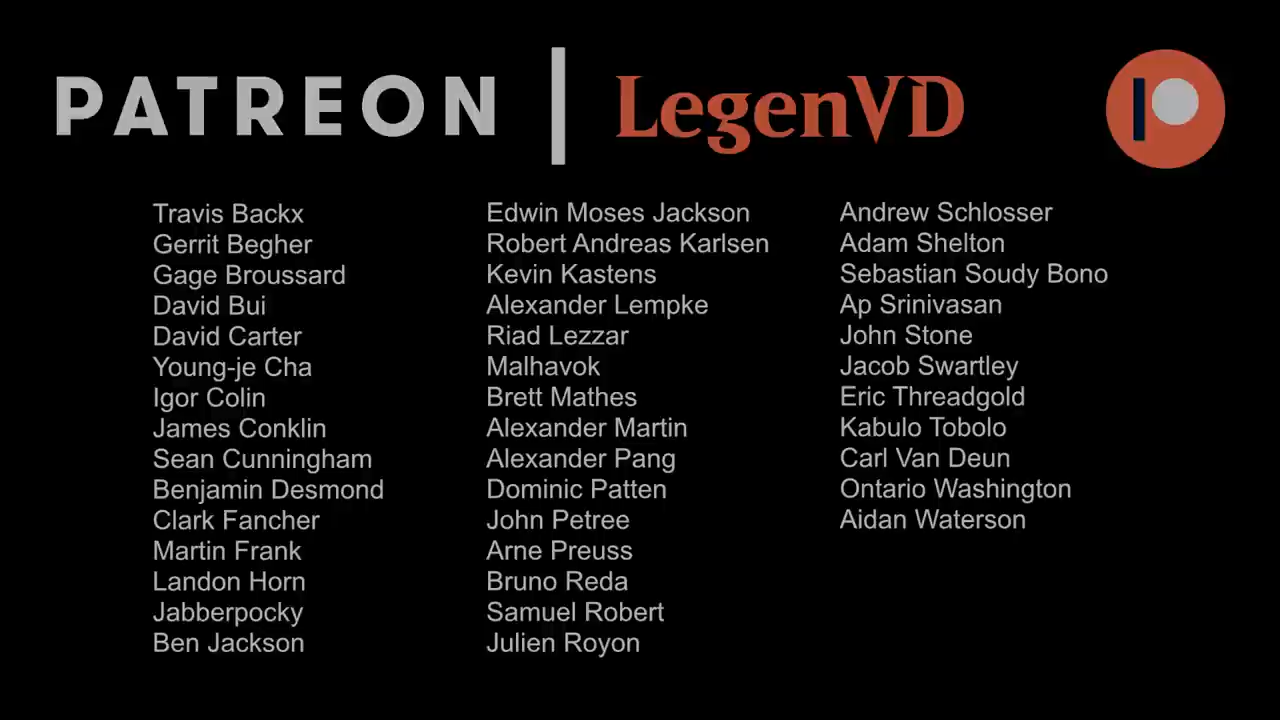 PATREON | LegenVD
Travis Backx
Gerrit Begher
Gage Broussard
David Bui
David Carter
Young-je Cha
Igor Colin
James Conklin
Sean Cunningham
Benjamin Desmond
Clark Fancher
Martin Frank
Landon Horn
Jabberpocky
Ben Jackson
Edwin Moses Jackson
Robert Andreas Karlsen
Kevin Kastens
Alexander Lempke
Riad Lezzar
Malhavok
Brett Mathes
Alexander Martin
Alexander Pang
Dominic Patten
John Petree
Arne Preuss
Bruno Reda
Samuel Robert
Julien Royon
Andrew Schlosser
Adam Shelton
Sebastian Soudy Bono
Ap Srinivasan
John Stone
Jacob Swartley
Eric Threadgold
Kabulo Tobolo
Carl Van Deun
Ontario Washington
Aidan Waterson